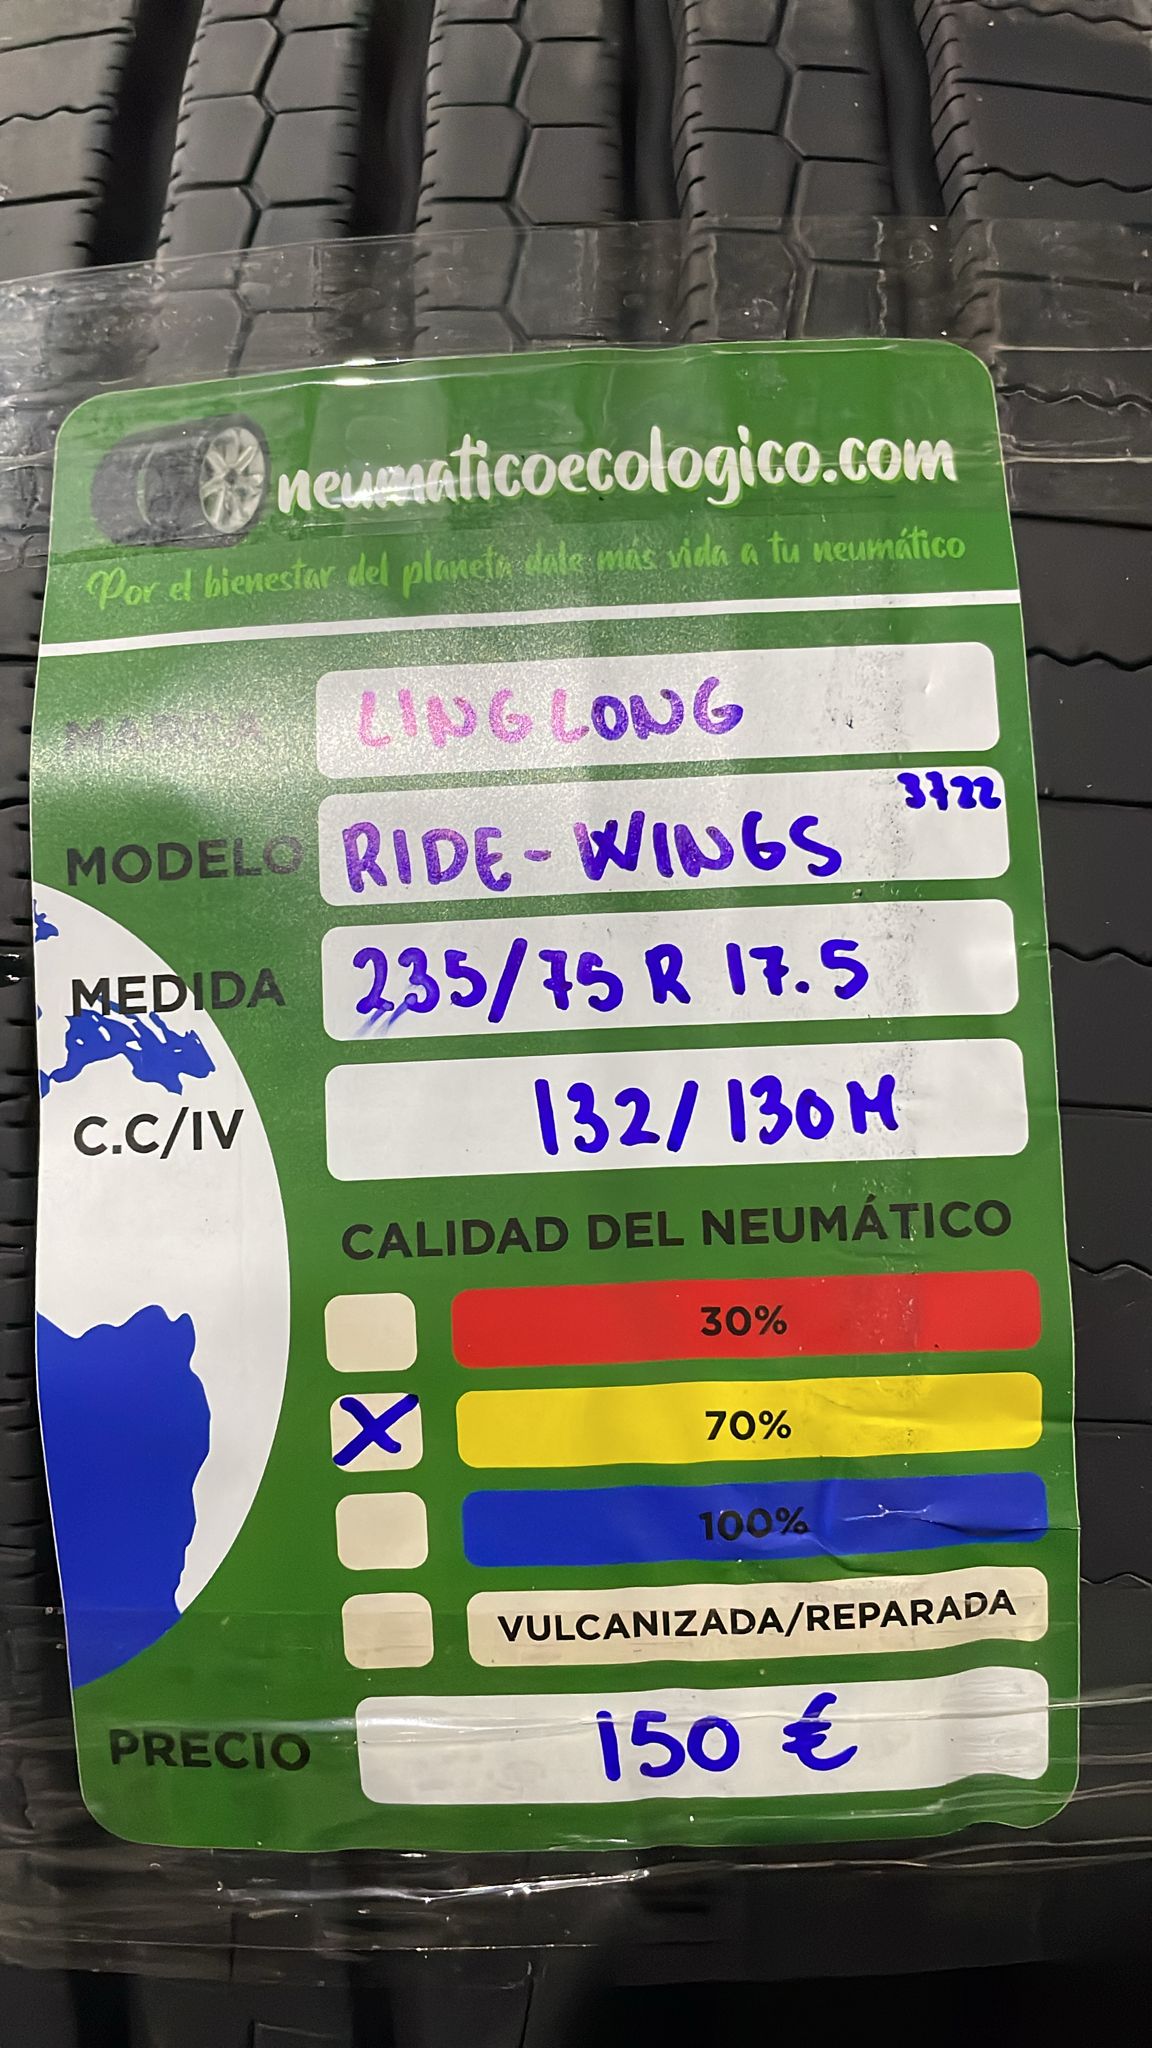 neumaticoecologico.com
Por el bienestar del planeta dale más vida a tu neumático
MARCA LINGLONG
MODELO RIDE-WINGS 3722
MEDIDA 235/75 R 17.5
C.C/IV 132/130M
CALIDAD DEL NEUMÁTICO
30%
X 70%
100%
VULCANIZADA/REPARADA
PRECIO 150 €